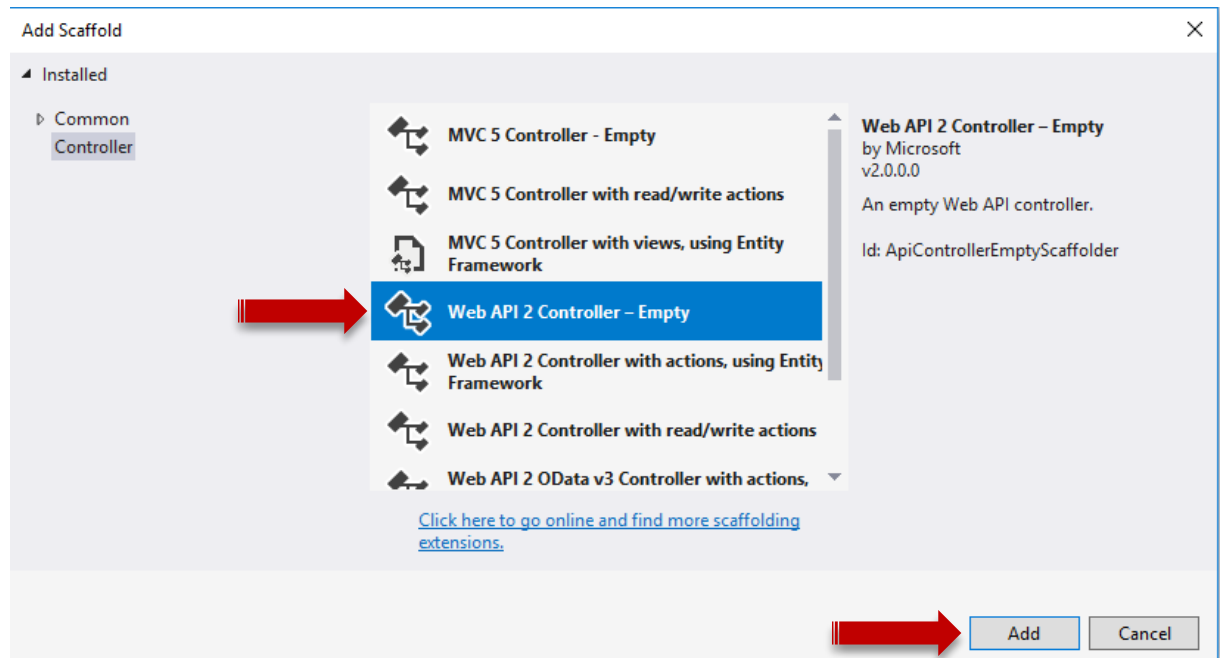 Add Scaffold
Installed
Common
Controller
MVC 5 Controller - Empty
MVC 5 Controller with read/write actions
MVC 5 Controller with views, using Entity
Framework
Web API 2 Controller – Empty
Web API 2 Controller with actions, using Entity
Framework
Web API 2 Controller with read/write actions
Web API 2 OData v3 Controller with actions,
Click here to go online and find more scaffolding
extensions.
Web API 2 Controller – Empty
by Microsoft
v2.0.0.0
An empty Web API controller.
Id: ApiControllerEmptyScaffolder
Add
Cancel